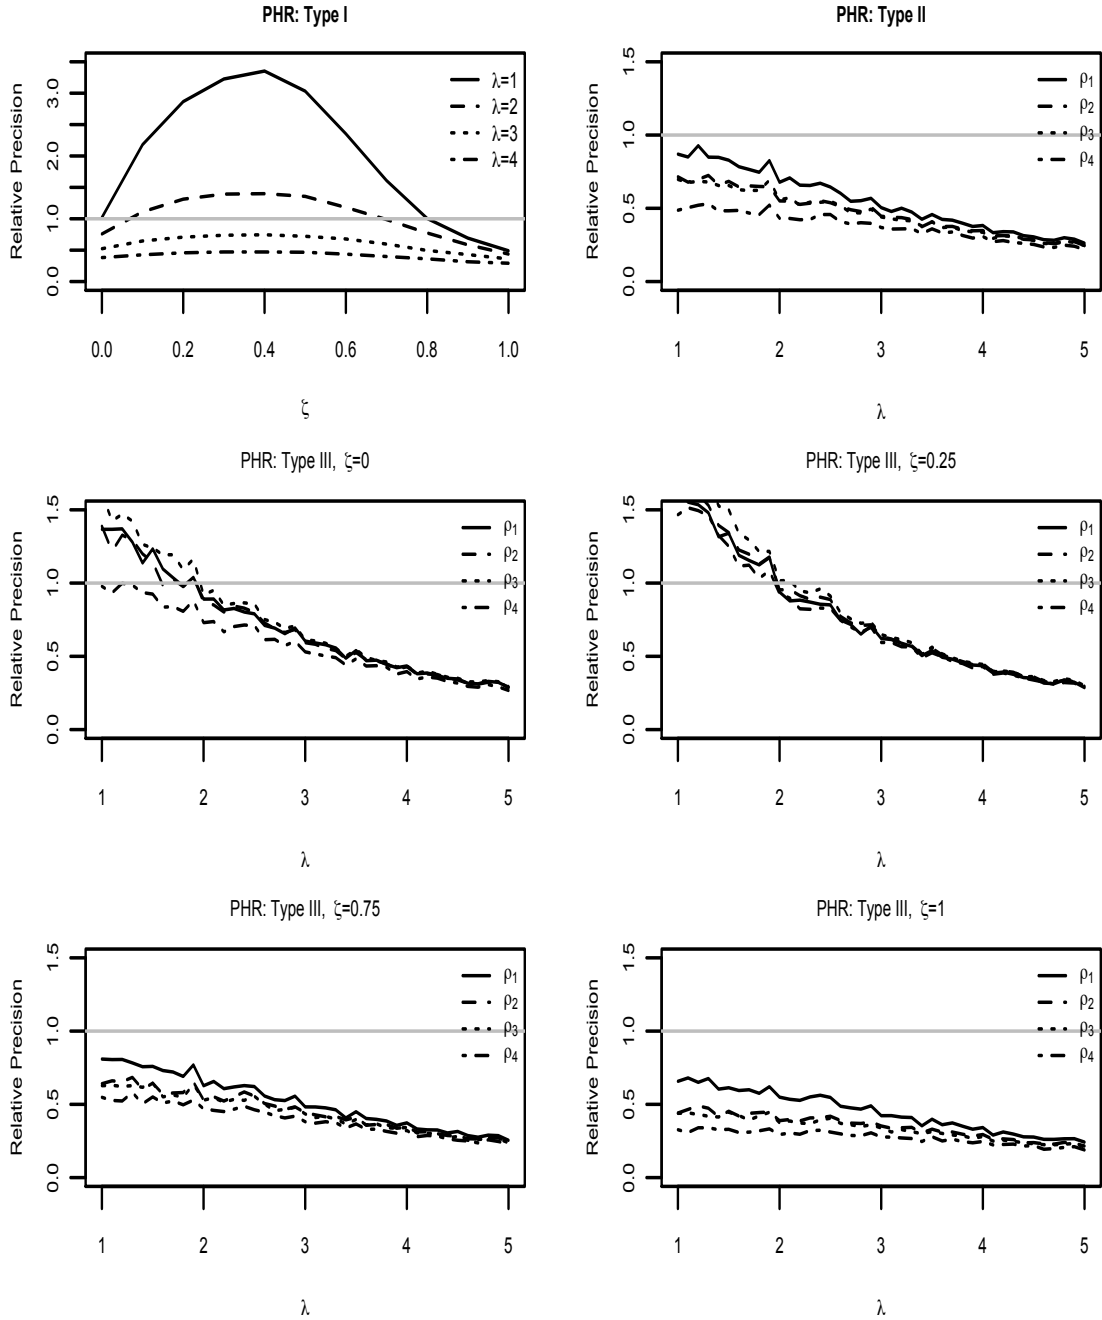 PHR: Type I
Relative Precision
0.0 1.0 2.0 3.0
λ=1
λ=2
λ=3
λ=4
0.0 0.2 0.4 0.6 0.8 1.0
ζ
PHR: Type II
Relative Precision
0.0 0.5 1.0 1.5
ρ1
ρ2
ρ3
ρ4
1 2 3 4 5
λ
PHR: Type III, ζ=0
Relative Precision
0.0 0.5 1.0 1.5
ρ1
ρ2
ρ3
ρ4
1 2 3 4 5
λ
PHR: Type III, ζ=0.25
Relative Precision
0.0 0.5 1.0 1.5
ρ1
ρ2
ρ3
ρ4
1 2 3 4 5
λ
PHR: Type III, ζ=0.75
Relative Precision
0.0 0.5 1.0 1.5
ρ1
ρ2
ρ3
ρ4
1 2 3 4 5
λ
PHR: Type III, ζ=1
Relative Precision
0.0 0.5 1.0 1.5
ρ1
ρ2
ρ3
ρ4
1 2 3 4 5
λ